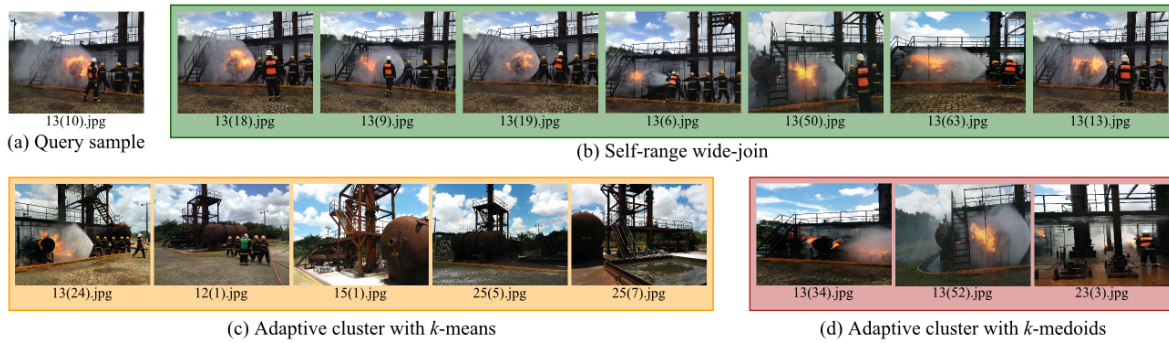 13(10).jpg
(a) Query sample
13(18).jpg 13(9).jpg 13(19).jpg 13(6).jpg 13(50).jpg 13(63).jpg 13(13).jpg
(b) Self-range wide-join
13(24).jpg 12(1).jpg 15(1).jpg 25(5).jpg 25(7).jpg
(c) Adaptive cluster with k-means
13(34).jpg 13(52).jpg 23(3).jpg
(d) Adaptive cluster with k-medoids